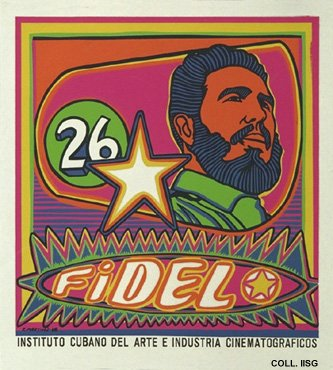 26
FiDEL
INSTITUTO CUBANO DEL ARTE E INDUSTRIA CINEMATOGRAFICOS
COLL. IISG